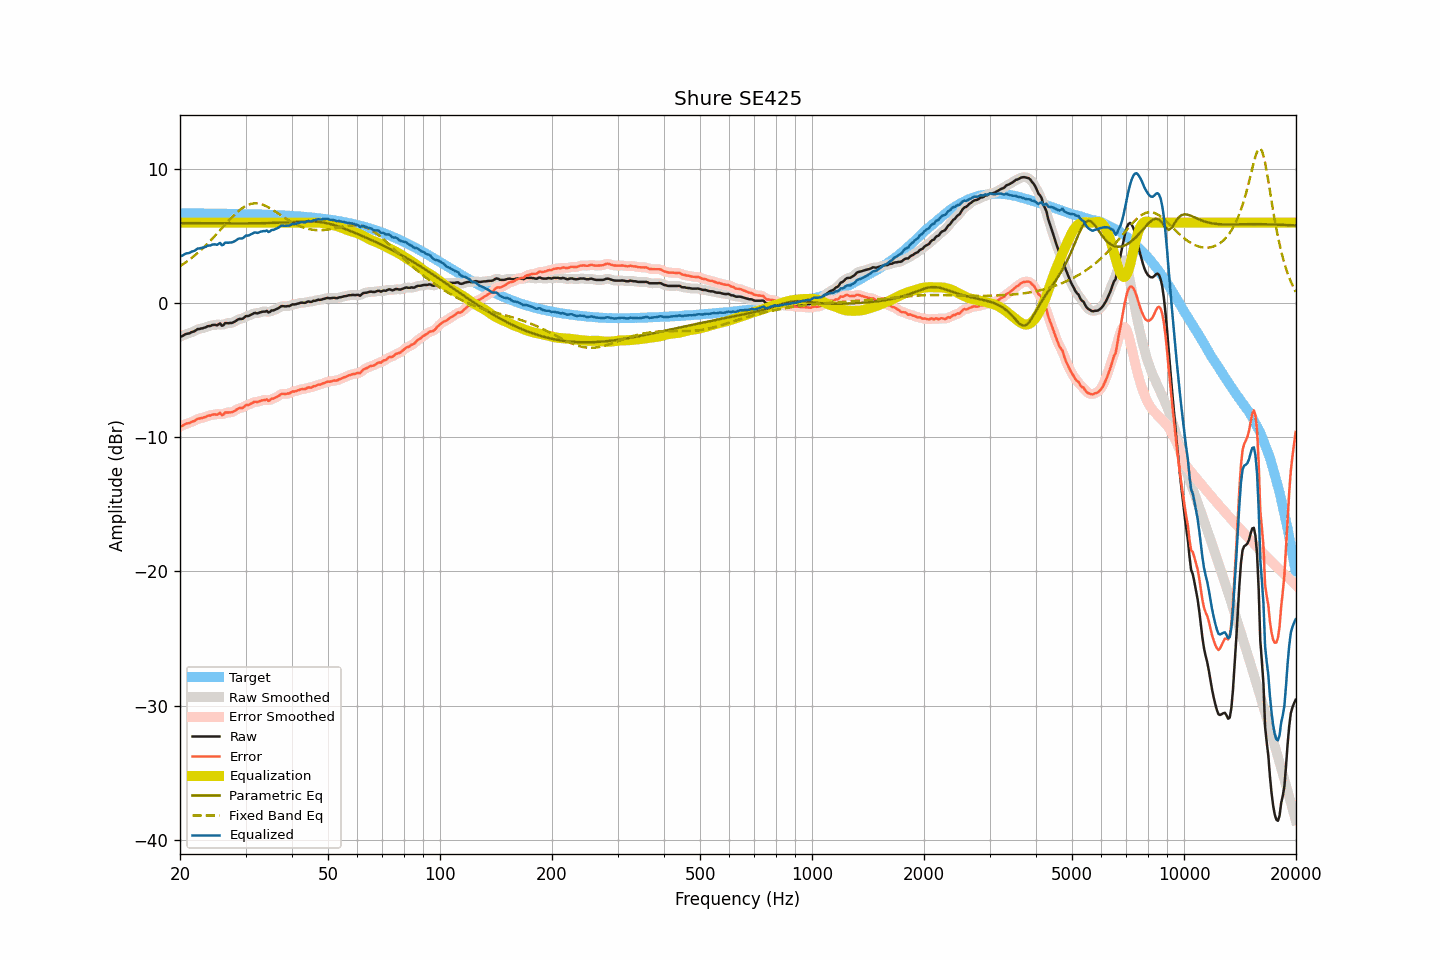 Shure SE425
10
0
−10
−20
−30
−40
Amplitude (dBr)
Target
Raw Smoothed
Error Smoothed
Raw
Error
Equalization
Parametric Eq
Fixed Band Eq
Equalized
20 50 100 200 500 1000 2000 5000 10000 20000
Frequency (Hz)